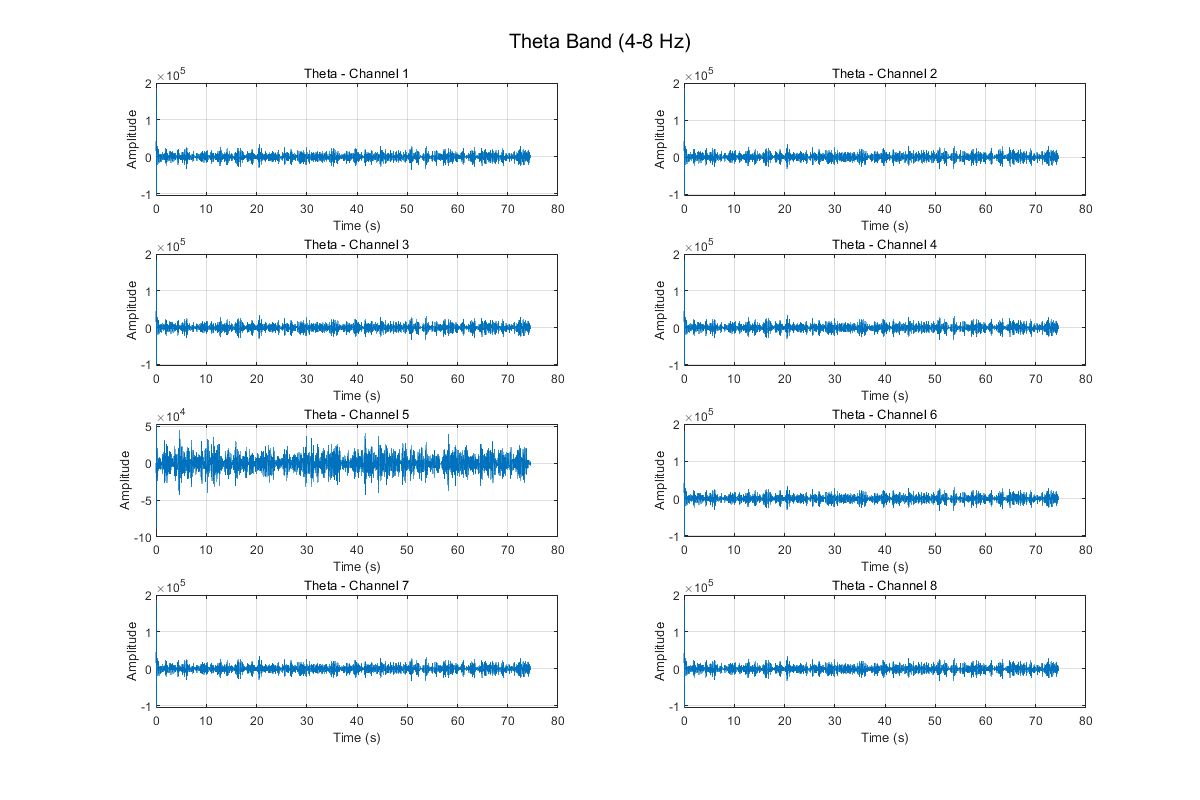 Theta Band (4-8 Hz)
Theta - Channel 1
×10^5
2
1
0
-1
Amplitude
0 10 20 30 40 50 60 70 80
Time (s)
Theta - Channel 2
×10^5
2
1
0
-1
Amplitude
0 10 20 30 40 50 60 70 80
Time (s)
Theta - Channel 3
×10^5
2
1
0
-1
Amplitude
0 10 20 30 40 50 60 70 80
Time (s)
Theta - Channel 4
×10^5
2
1
0
-1
Amplitude
0 10 20 30 40 50 60 70 80
Time (s)
Theta - Channel 5
×10^4
5
0
-5
-10
Amplitude
0 10 20 30 40 50 60 70 80
Time (s)
Theta - Channel 6
×10^5
2
1
0
-1
Amplitude
0 10 20 30 40 50 60 70 80
Time (s)
Theta - Channel 7
×10^5
2
1
0
-1
Amplitude
0 10 20 30 40 50 60 70 80
Time (s)
Theta - Channel 8
×10^5
2
1
0
-1
Amplitude
0 10 20 30 40 50 60 70 80
Time (s)